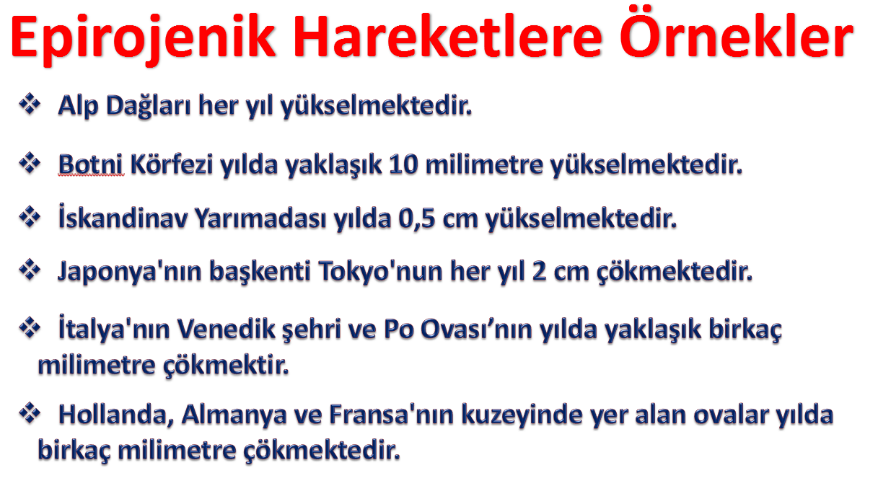 Epirojenik Hareketlere Örnekler
❖ Alp Dağları her yıl yükselmektedir.
❖ Botni Körfezi yılda yaklaşık 10 milimetre yükselmektedir.
❖ İskandinav Yarımadası yılda 0,5 cm yükselmektedir.
❖ Japonya'nın başkenti Tokyo'nun her yıl 2 cm çökmektedir.
❖ İtalya'nın Venedik şehri ve Po Ovası’nın yılda yaklaşık birkaç
milimetre çökmektir.
❖ Hollanda, Almanya ve Fransa'nın kuzeyinde yer alan ovalar yılda
birkaç milimetre çökmektedir.